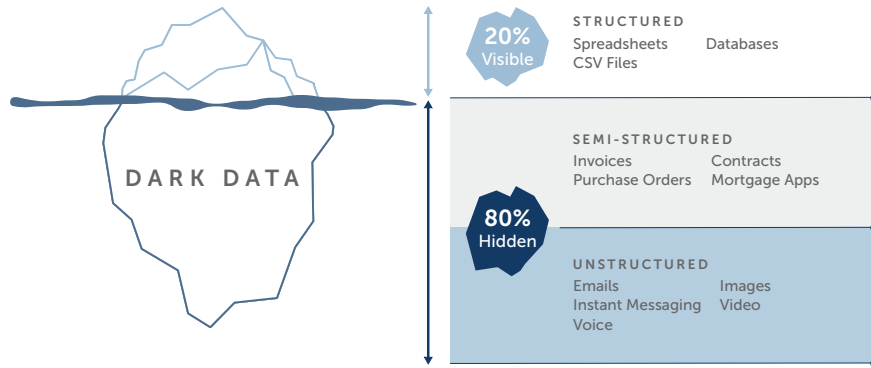 DARK DATA
20%
Visible
STRUCTURED
Spreadsheets Databases
CSV Files
80%
Hidden
SEMI-STRUCTURED
Invoices Contracts
Purchase Orders Mortgage Apps
UNSTRUCTURED
Emails Images
Instant Messaging Video
Voice